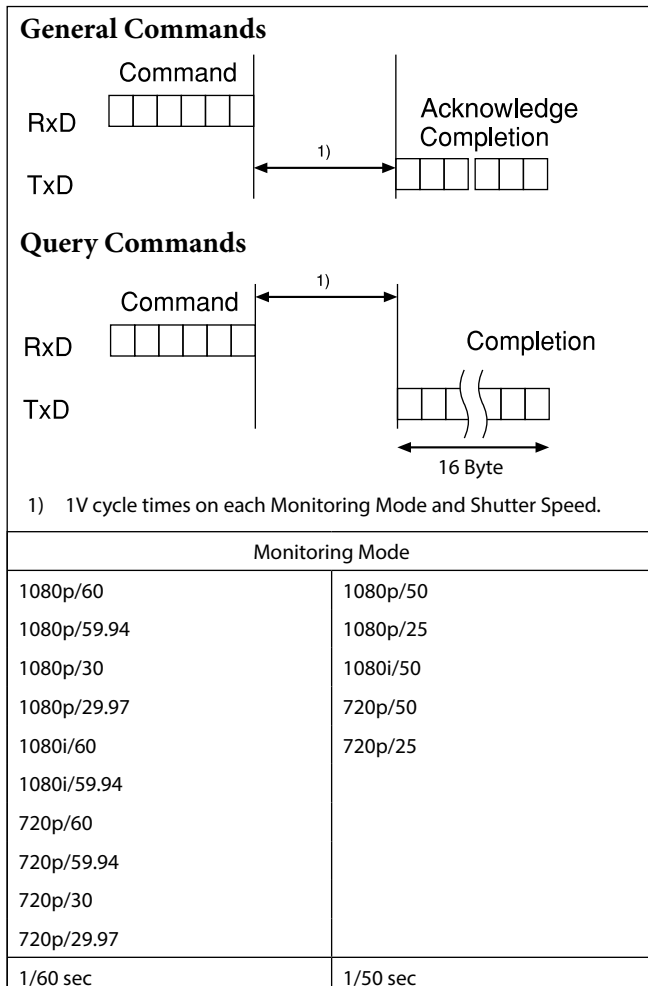 General Commands
Command
RxD
Acknowledge
Completion
1)
TxD
Query Commands
1)
Command
RxD
Completion
TxD
16 Byte
1) 1V cycle times on each Monitoring Mode and Shutter Speed.
Monitoring Mode
1080p/60 1080p/50
1080p/59.94 1080p/25
1080p/30 1080i/50
1080p/29.97 720p/50
1080i/60 720p/25
1080i/59.94
720p/60
720p/59.94
720p/30
720p/29.97
1/60 sec 1/50 sec